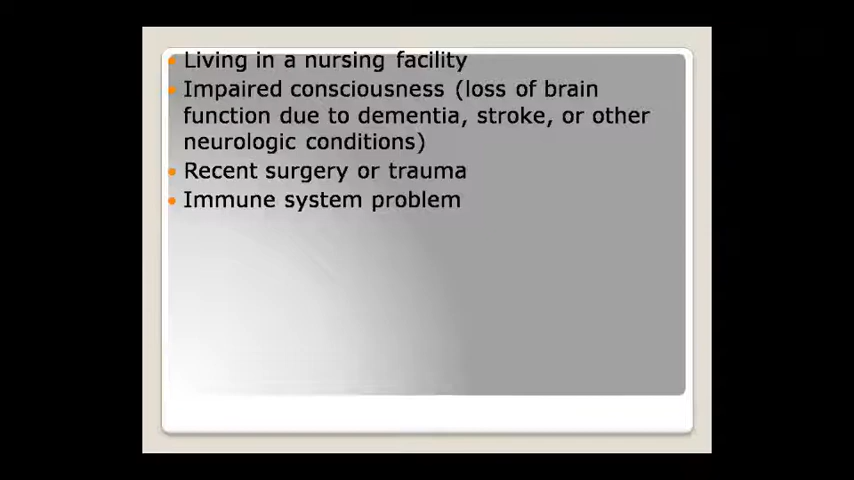 • Living in a nursing facility
• Impaired consciousness (loss of brain
function due to dementia, stroke, or other
neurologic conditions)
• Recent surgery or trauma
• Immune system problem